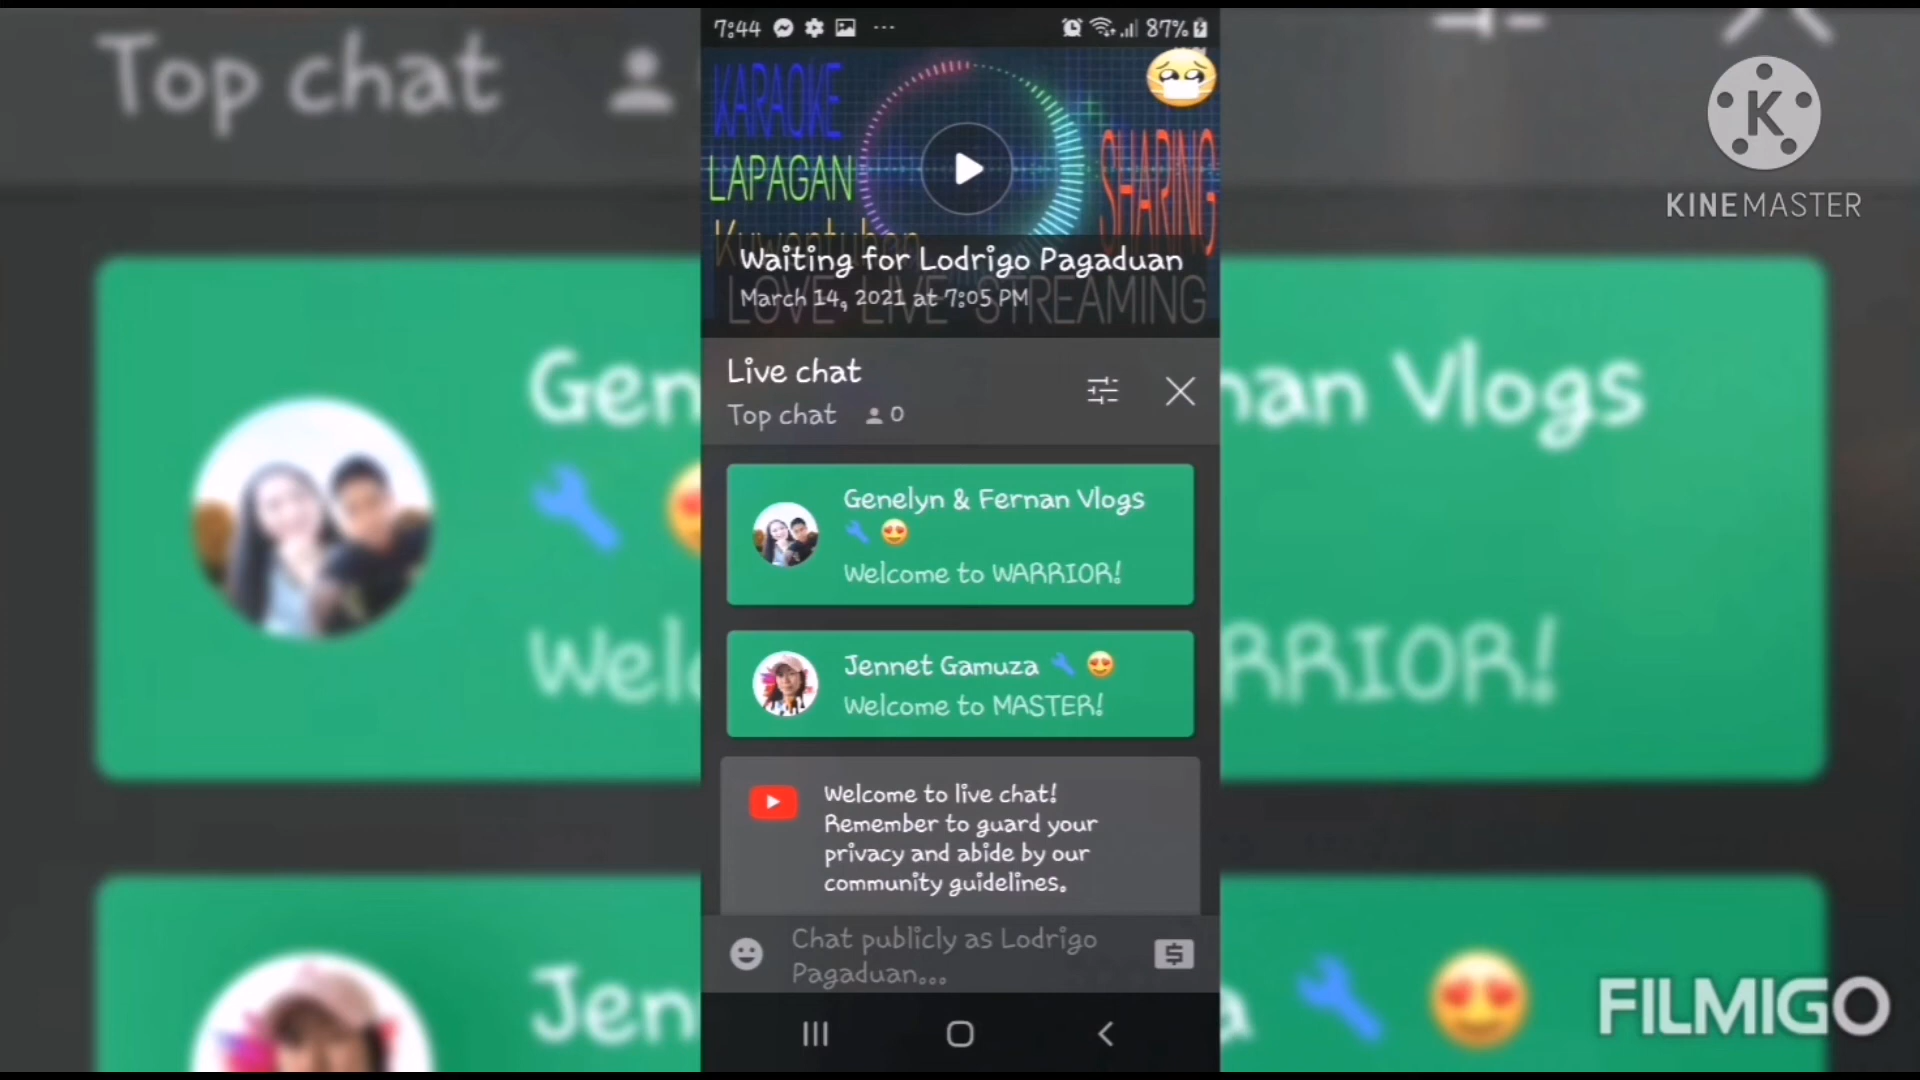 Top chat
7:44
87%
KARAOKE
LAPAGAN
SHARING
Kuwentuhan
Waiting for Lodrigo Pagaduan
March 14, 2021 at 7:05 PM
LOVE LIVE STREAMING
Live chat
Top chat 0
Genelyn & Fernan Vlogs
Welcome to WARRIOR!
Jennet Gamuza
Welcome to MASTER!
Welcome to live chat!
Remember to guard your
privacy and abide by our
community guidelines.
Chat publicly as Lodrigo
Pagaduan...
Gen
nan Vlogs
Welc
RRIOR!
Jenn
a
K
KINEMASTER
FILMIGO